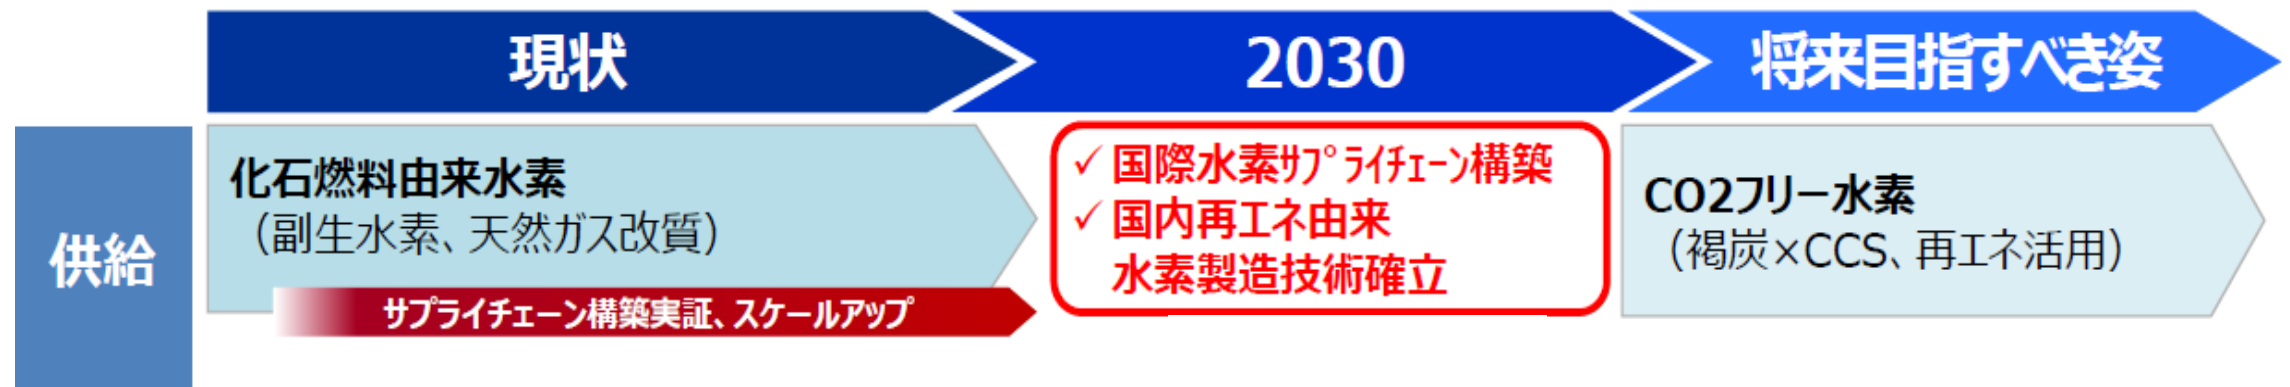 現状
2030
将来目指すべき姿
供給
化石燃料由来水素
（副生水素、天然ガス改質）
サプライチェーン構築実証、スケールアップ
✓ 国際水素ｻﾌﾟﾗｲﾁｪｰﾝ構築
✓ 国内再エネ由来
水素製造技術確立
CO2フリー水素
（褐炭×CCS、再エネ活用）